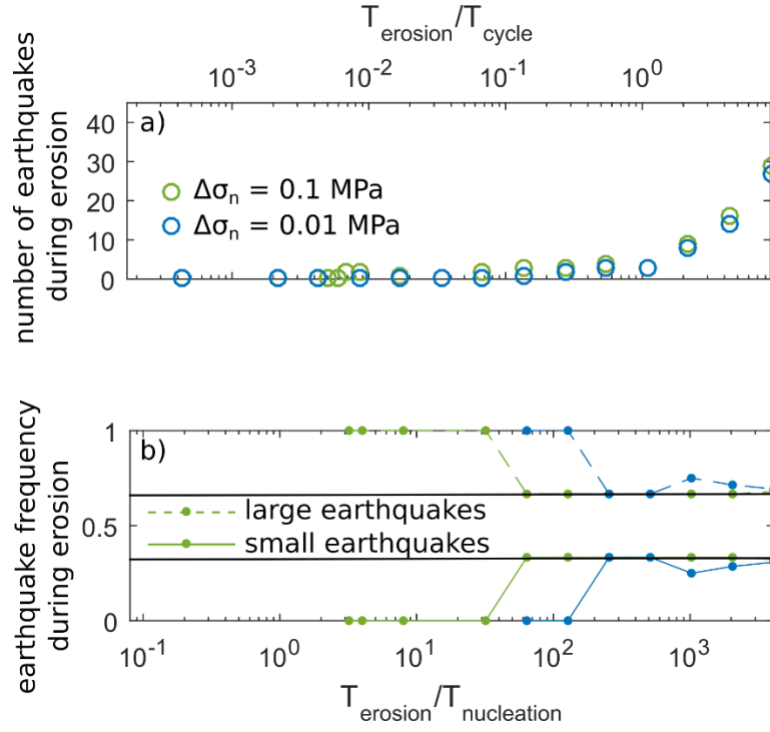 T_erosion/T_cycle
10^-3 10^-2 10^-1 10^0
number of earthquakes
during erosion
a)
40
30
20
10
0
Δσ_n = 0.1 MPa
Δσ_n = 0.01 MPa
earthquake frequency
during erosion
b)
1
0.5
0
large earthquakes
small earthquakes
10^-1 10^0 10^1 10^2 10^3
T_erosion/T_nucleation